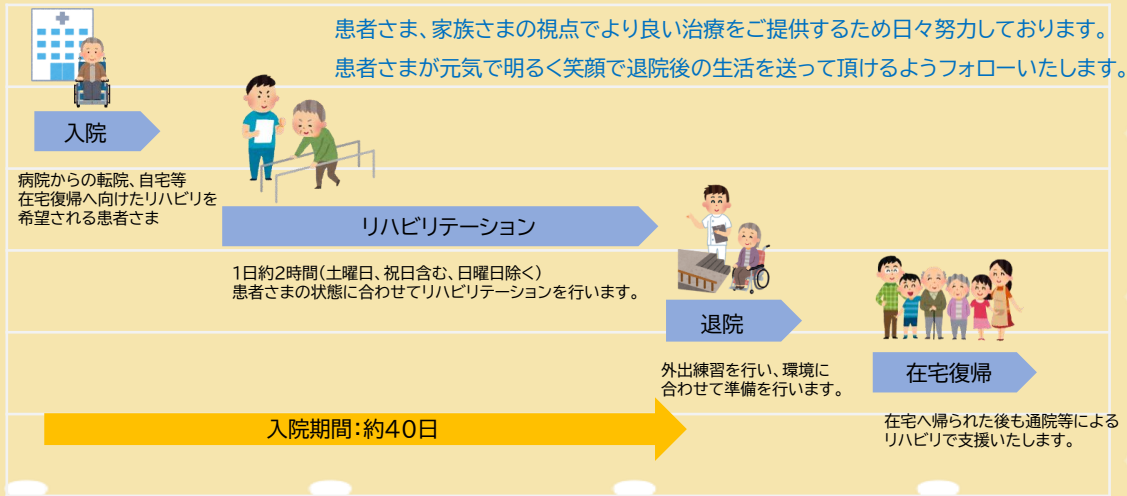 患者さま、家族さまの視点でより良い治療をご提供するため日々努力しております。
患者さまが元気で明るく笑顔で退院後の生活を送って頂けるようフォローいたします。
入院
病院からの転院、自宅等
在宅復帰へ向けたリハビリを
希望される患者さま
リハビリテーション
1日約2時間(土曜日、祝日含む、日曜日除く)
患者さまの状態に合わせてリハビリテーションを行います。
退院
外出練習を行い、環境に
合わせて準備を行います。
在宅復帰
在宅へ帰られた後も通院等による
リハビリで支援いたします。
入院期間:約40日